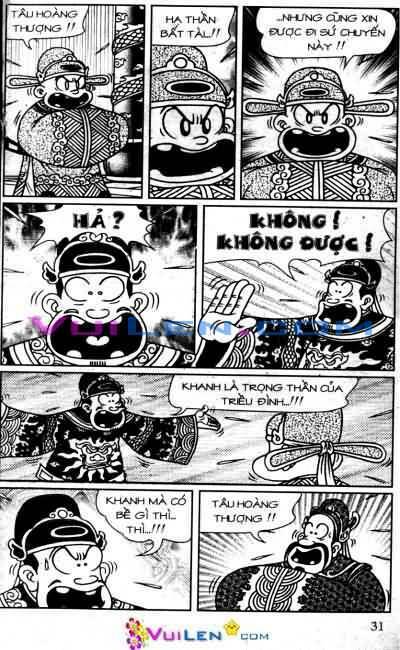 TÂU HOÀNG
THƯỢNG !!
HẠ THẦN
BẤT TÀI...
...NHƯNG CŨNG XIN
ĐƯỢC ĐI SỨ CHUYẾN
NÀY !!
HẢ ?
KHÔNG !
KHÔNG ĐƯỢC !
VUILEN.COM
KHANH LÀ TRỌNG THẦN CỦA
TRIỀU ĐÌNH...!!!
KHANH MÀ CÓ
BỀ GÌ THÌ...
THÌ...!!!
TÂU HOÀNG
THƯỢNG !!
31
VUILEN.COM